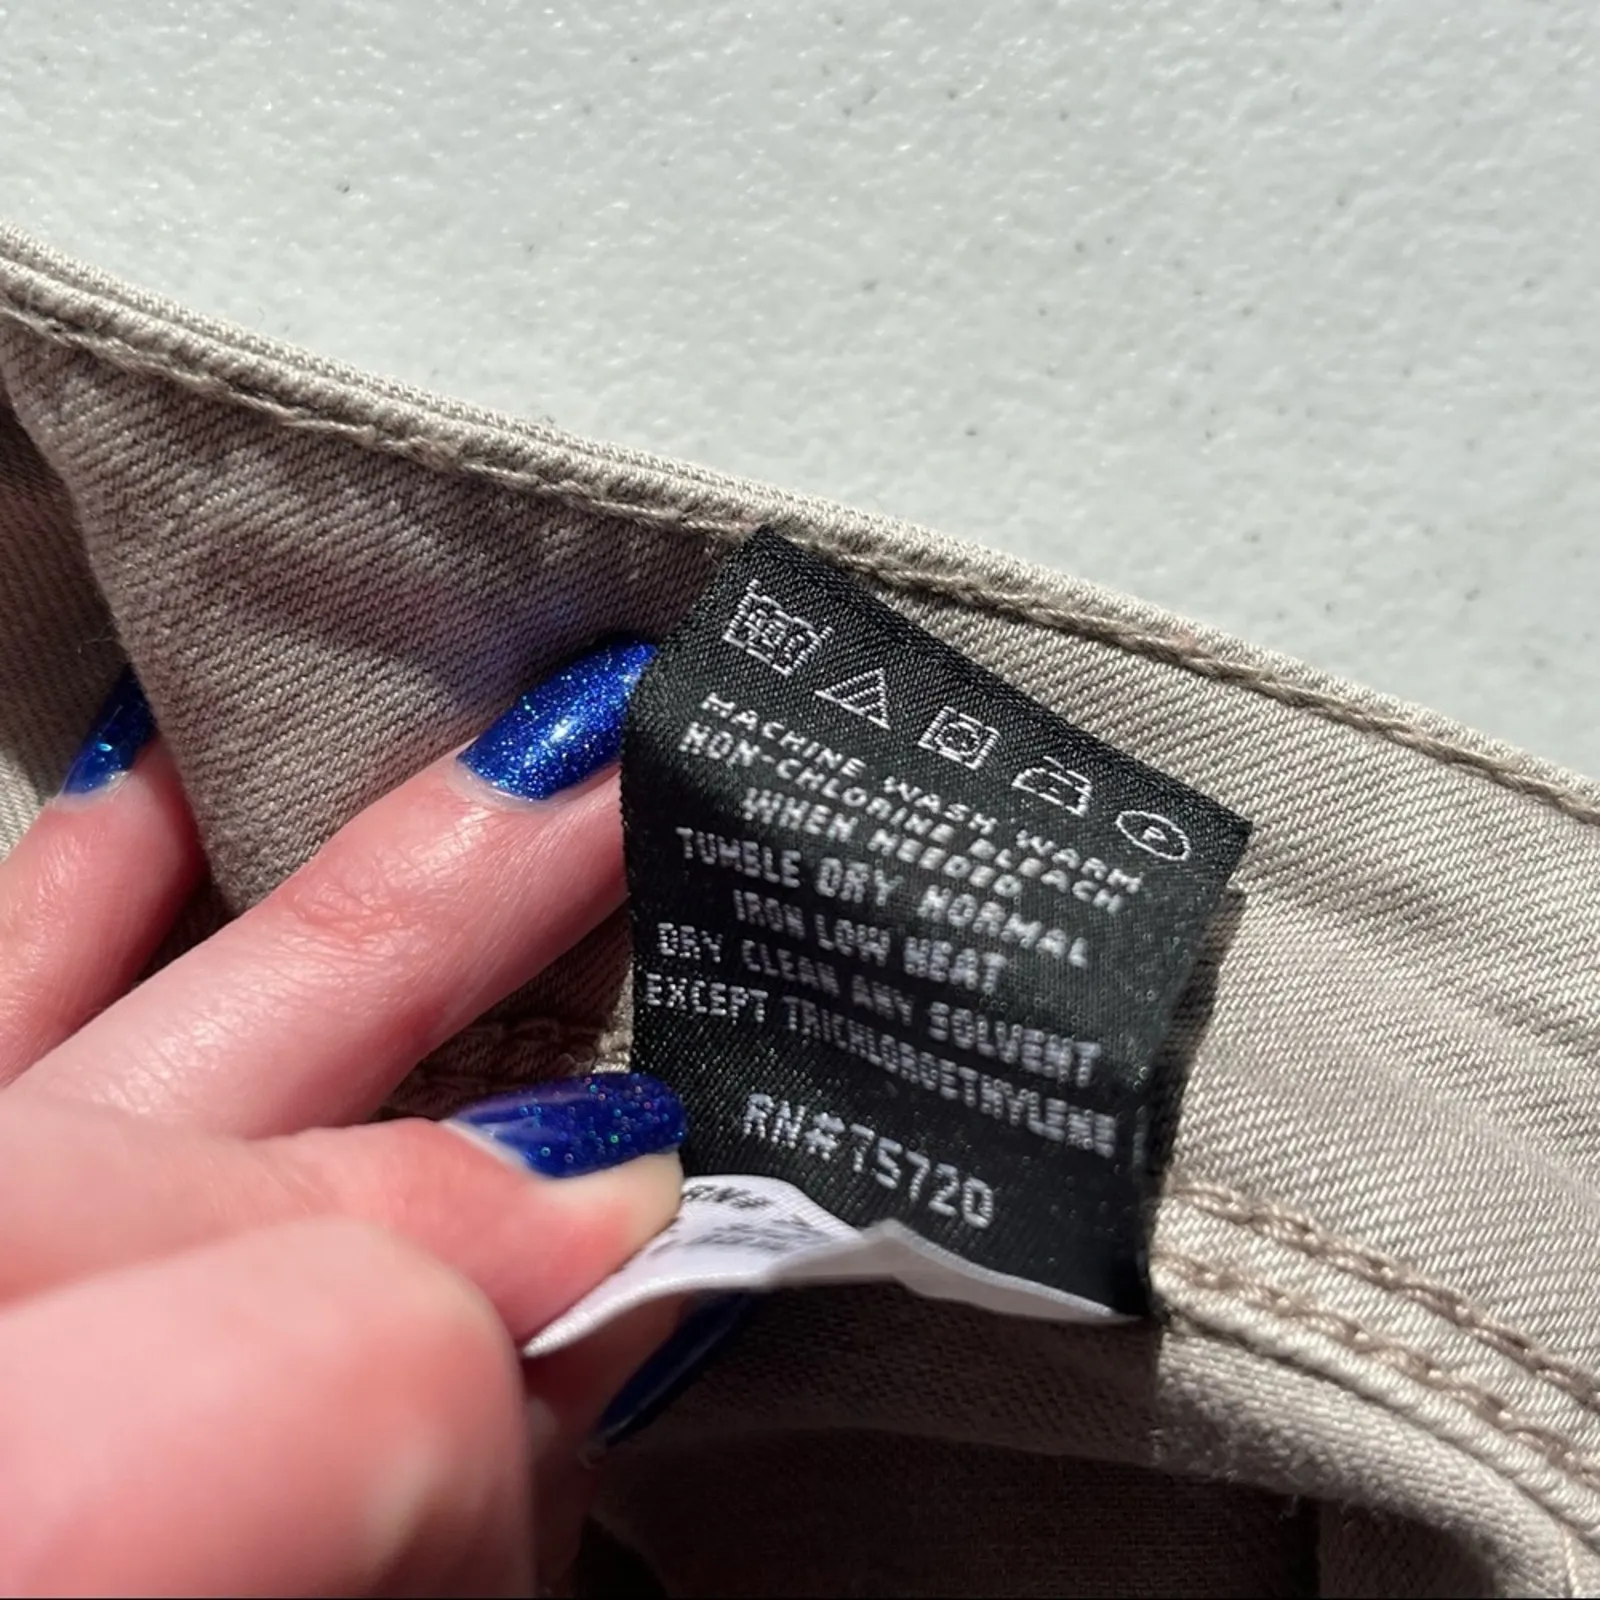 MACHINE WASH WARM
NON-CHLORINE BLEACH
WHEN NEEDED
TUMBLE DRY NORMAL
IRON LOW HEAT
DRY CLEAN ANY SOLVENT
EXCEPT TRICHLOROETHYLENE
RN#75720
RN#